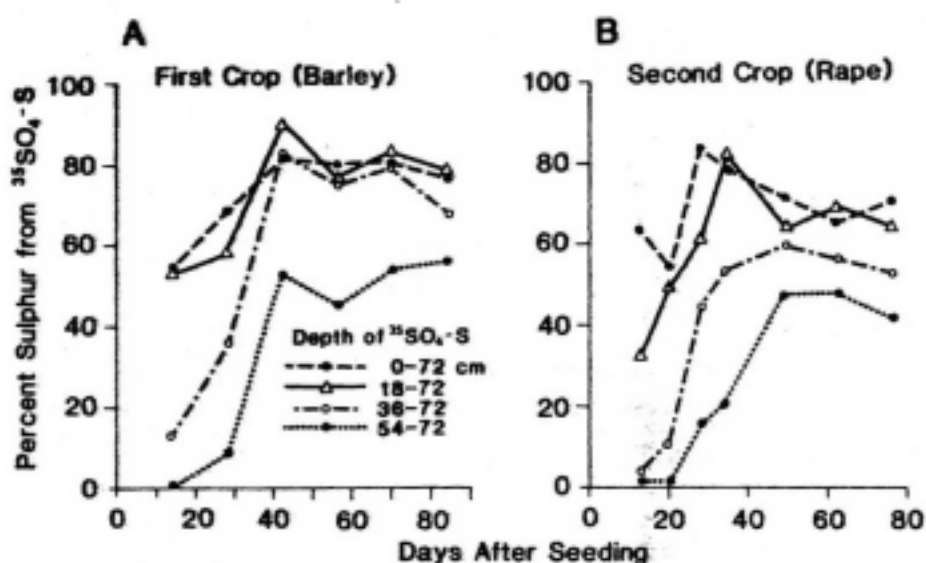 A
B
First Crop (Barley)
Second Crop (Rape)
Percent Sulphur from ³⁵SO₄-S
100
80
60
40
20
0
100
80
60
40
20
0
Depth of ³⁵SO₄-S
0-72 cm
18-72
36-72
54-72
0 20 40 60 80
0 20 40 60 80
Days After Seeding